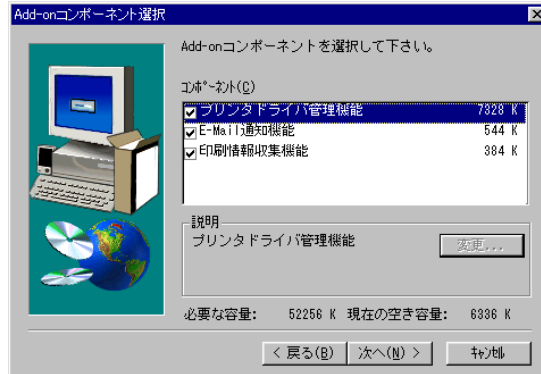 Add-onコンポーネント選択
Add-onコンポーネントを選択して下さい。
ｺﾝﾎﾟｰﾈﾝﾄ(C)
プリンタドライバ管理機能 7328 K
E-Mail通知機能 544 K
印刷情報収集機能 384 K
説明
プリンタドライバ管理機能
変更...
必要な容量: 52256 K 現在の空き容量: 6336 K
< 戻る(B) 次へ(N) > ｷｬﾝｾﾙ